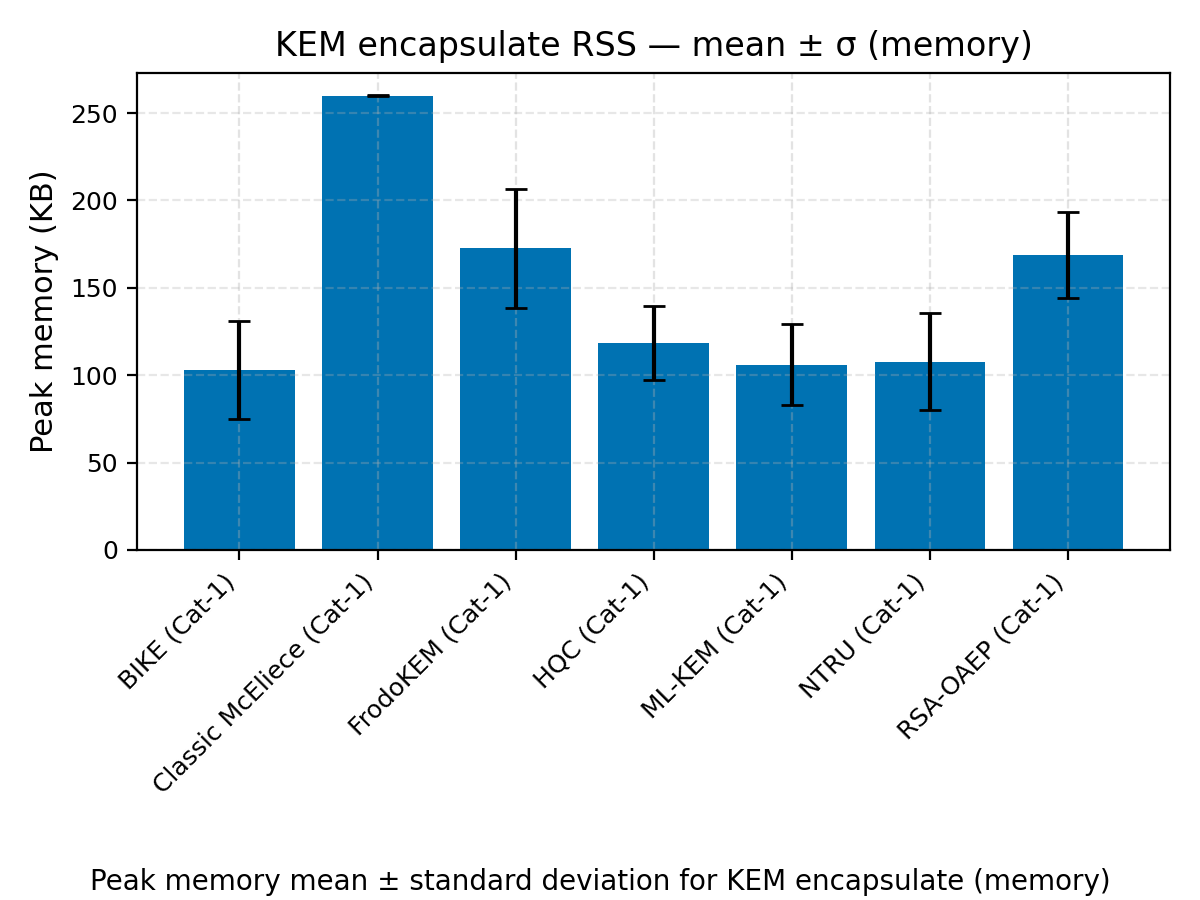 KEM encapsulate RSS — mean ± σ (memory)
Peak memory (KB)
250
200
150
100
50
0
BIKE (Cat-1)
Classic McEliece (Cat-1)
FrodoKEM (Cat-1)
HQC (Cat-1)
ML-KEM (Cat-1)
NTRU (Cat-1)
RSA-OAEP (Cat-1)
Peak memory mean ± standard deviation for KEM encapsulate (memory)